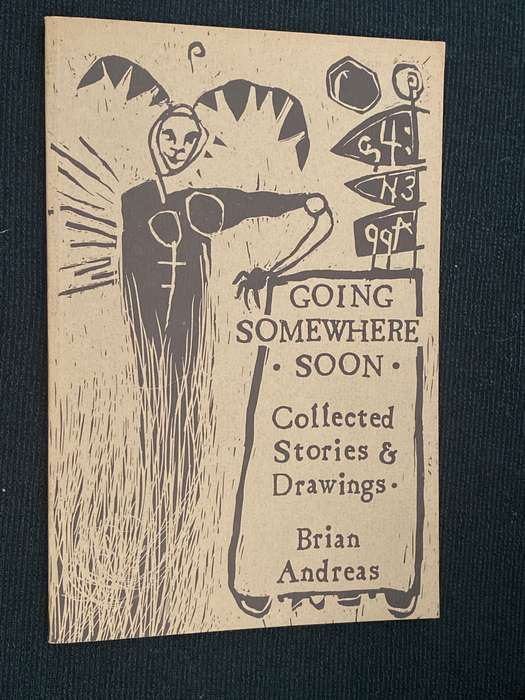 GOING
SOMEWHERE
· SOON ·
Collected
Stories &
Drawings·
Brian
Andreas